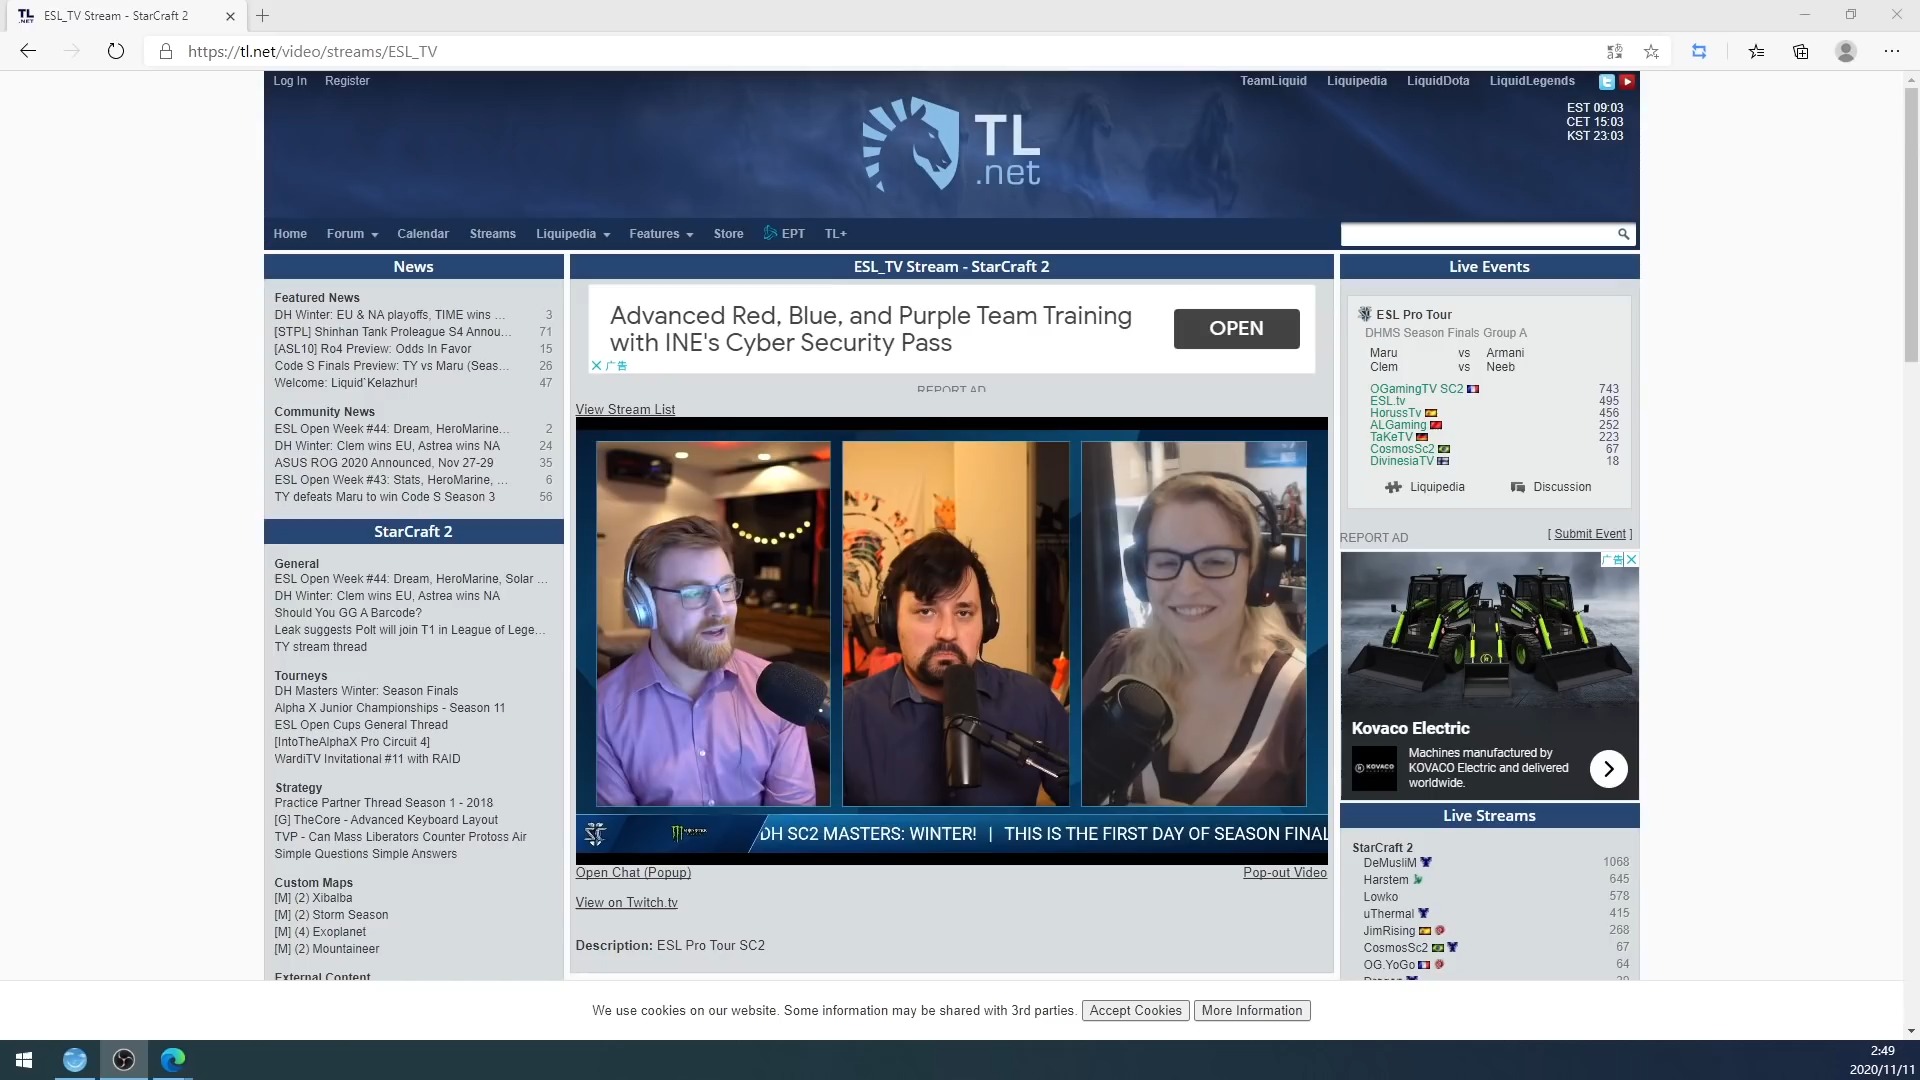 ESL_TV Stream - StarCraft 2
https://tl.net/video/streams/ESL_TV
Log In Register
TeamLiquid Liquipedia LiquidDota LiquidLegends
EST 09:03
CET 15:03
KST 23:03
TL
.net
Home Forum Calendar Streams Liquipedia Features Store EPT TL+
News
Featured News
DH Winter: EU & NA playoffs, TIME wins ... 3
[STPL] Shinhan Tank Proleague S4 Annou... 71
[ASL10] Ro4 Preview: Odds In Favor 15
Code S Finals Preview: TY vs Maru (Seas... 26
Welcome: Liquid`Kelazhur! 47
Community News
ESL Open Week #44: Dream, HeroMarine... 2
DH Winter: Clem wins EU, Astrea wins NA 24
ASUS ROG 2020 Announced, Nov 27-29 35
ESL Open Week #43: Stats, HeroMarine, ... 6
TY defeats Maru to win Code S Season 3 56
StarCraft 2
General
ESL Open Week #44: Dream, HeroMarine, Solar ...
DH Winter: Clem wins EU, Astrea wins NA
Should You GG A Barcode?
Leak suggests Polt will join T1 in League of Lege...
TY stream thread
Tourneys
DH Masters Winter: Season Finals
Alpha X Junior Championships - Season 11
ESL Open Cups General Thread
[IntoTheAlphaX Pro Circuit 4]
WardiTV Invitational #11 with RAID
Strategy
Practice Partner Thread Season 1 - 2018
[G] TheCore - Advanced Keyboard Layout
TVP - Can Mass Liberators Counter Protoss Air
Simple Questions Simple Answers
Custom Maps
[M] (2) Xibalba
[M] (2) Storm Season
[M] (4) Exoplanet
[M] (2) Mountaineer
External Content
ESL_TV Stream - StarCraft 2
Advanced Red, Blue, and Purple Team Training
with INE's Cyber Security Pass
OPEN
广告
REPORT AD
View Stream List
MONSTER
DH SC2 MASTERS: WINTER! | THIS IS THE FIRST DAY OF SEASON FINAL
Open Chat (Popup) Pop-out Video
View on Twitch.tv
Description: ESL Pro Tour SC2
Live Events
ESL Pro Tour
DHMS Season Finals Group A
Maru vs Armani
Clem vs Neeb
OGamingTV SC2 743
ESL.tv 495
HorussTv 456
ALGaming 252
TaKeTV 223
CosmosSc2 67
DivinesiaTV 18
Liquipedia Discussion
[ Submit Event ]
REPORT AD
广告
Kovaco Electric
KOVACO
Machines manufactured by
KOVACO Electric and delivered
worldwide.
Live Streams
StarCraft 2
DeMusliM 1068
Harstem 645
Lowko 578
uThermal 415
JimRising 268
CosmosSc2 67
OG.YoGo 64
We use cookies on our website. Some information may be shared with 3rd parties. Accept Cookies More Information
2:49
2020/11/11